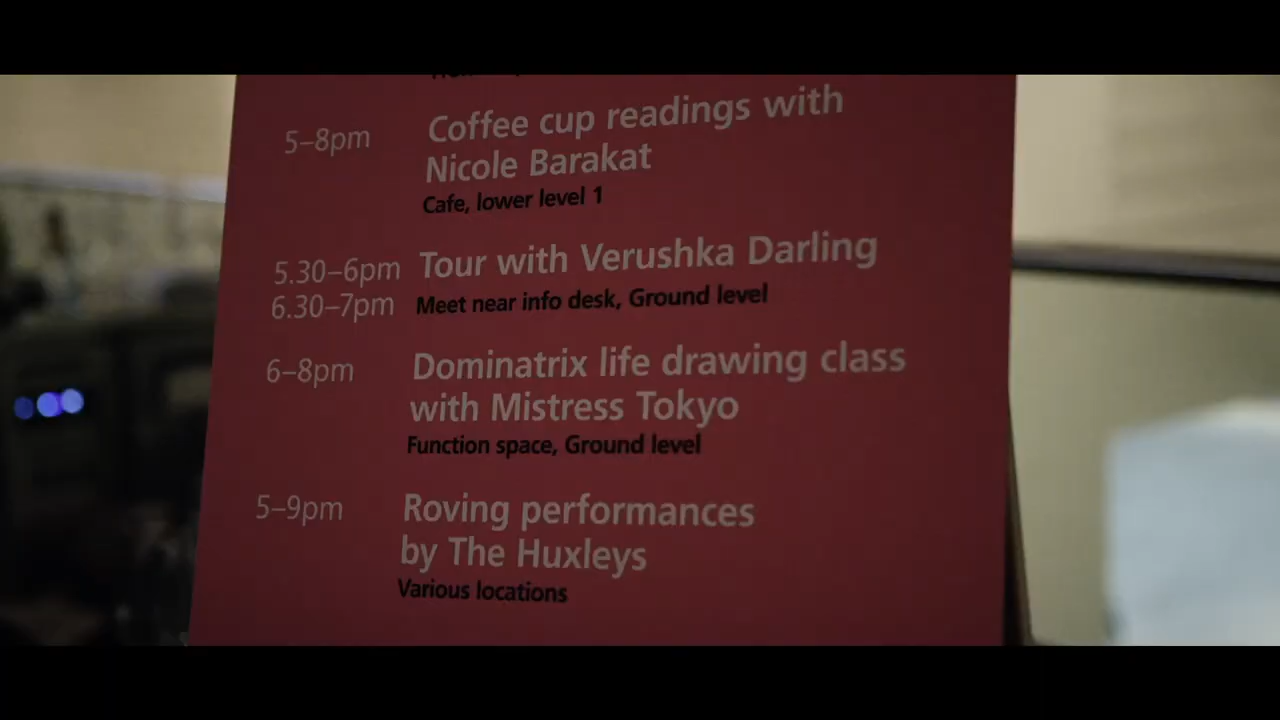 5–8pm Coffee cup readings with
Nicole Barakat
Cafe, lower level 1
5.30–6pm Tour with Verushka Darling
6.30–7pm Meet near info desk, Ground level
6–8pm Dominatrix life drawing class
with Mistress Tokyo
Function space, Ground level
5–9pm Roving performances
by The Huxleys
Various locations